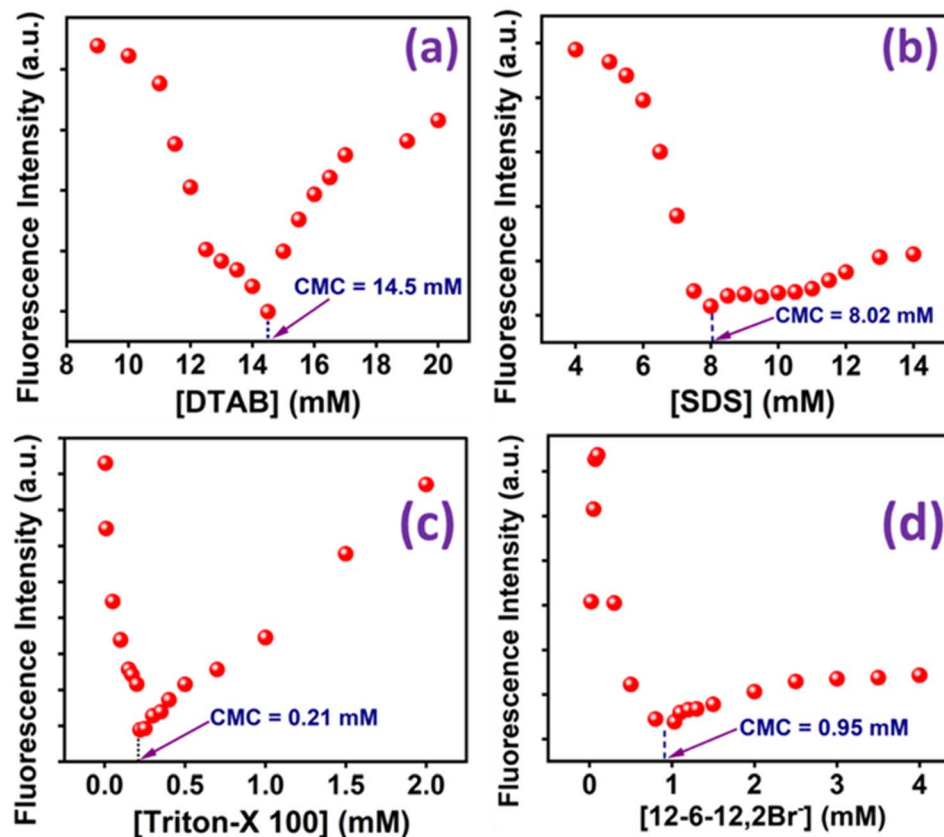 (a)
Fluorescence Intensity (a.u.)
CMC = 14.5 mM
8 10 12 14 16 18 20
[DTAB] (mM)
(b)
Fluorescence Intensity (a.u.)
CMC = 8.02 mM
4 6 8 10 12 14
[SDS] (mM)
(c)
Fluorescence Intensity (a.u.)
CMC = 0.21 mM
0.0 0.5 1.0 1.5 2.0
[Triton-X 100] (mM)
(d)
Fluorescence Intensity (a.u.)
CMC = 0.95 mM
0 1 2 3 4
[12-6-12,2Br⁻] (mM)